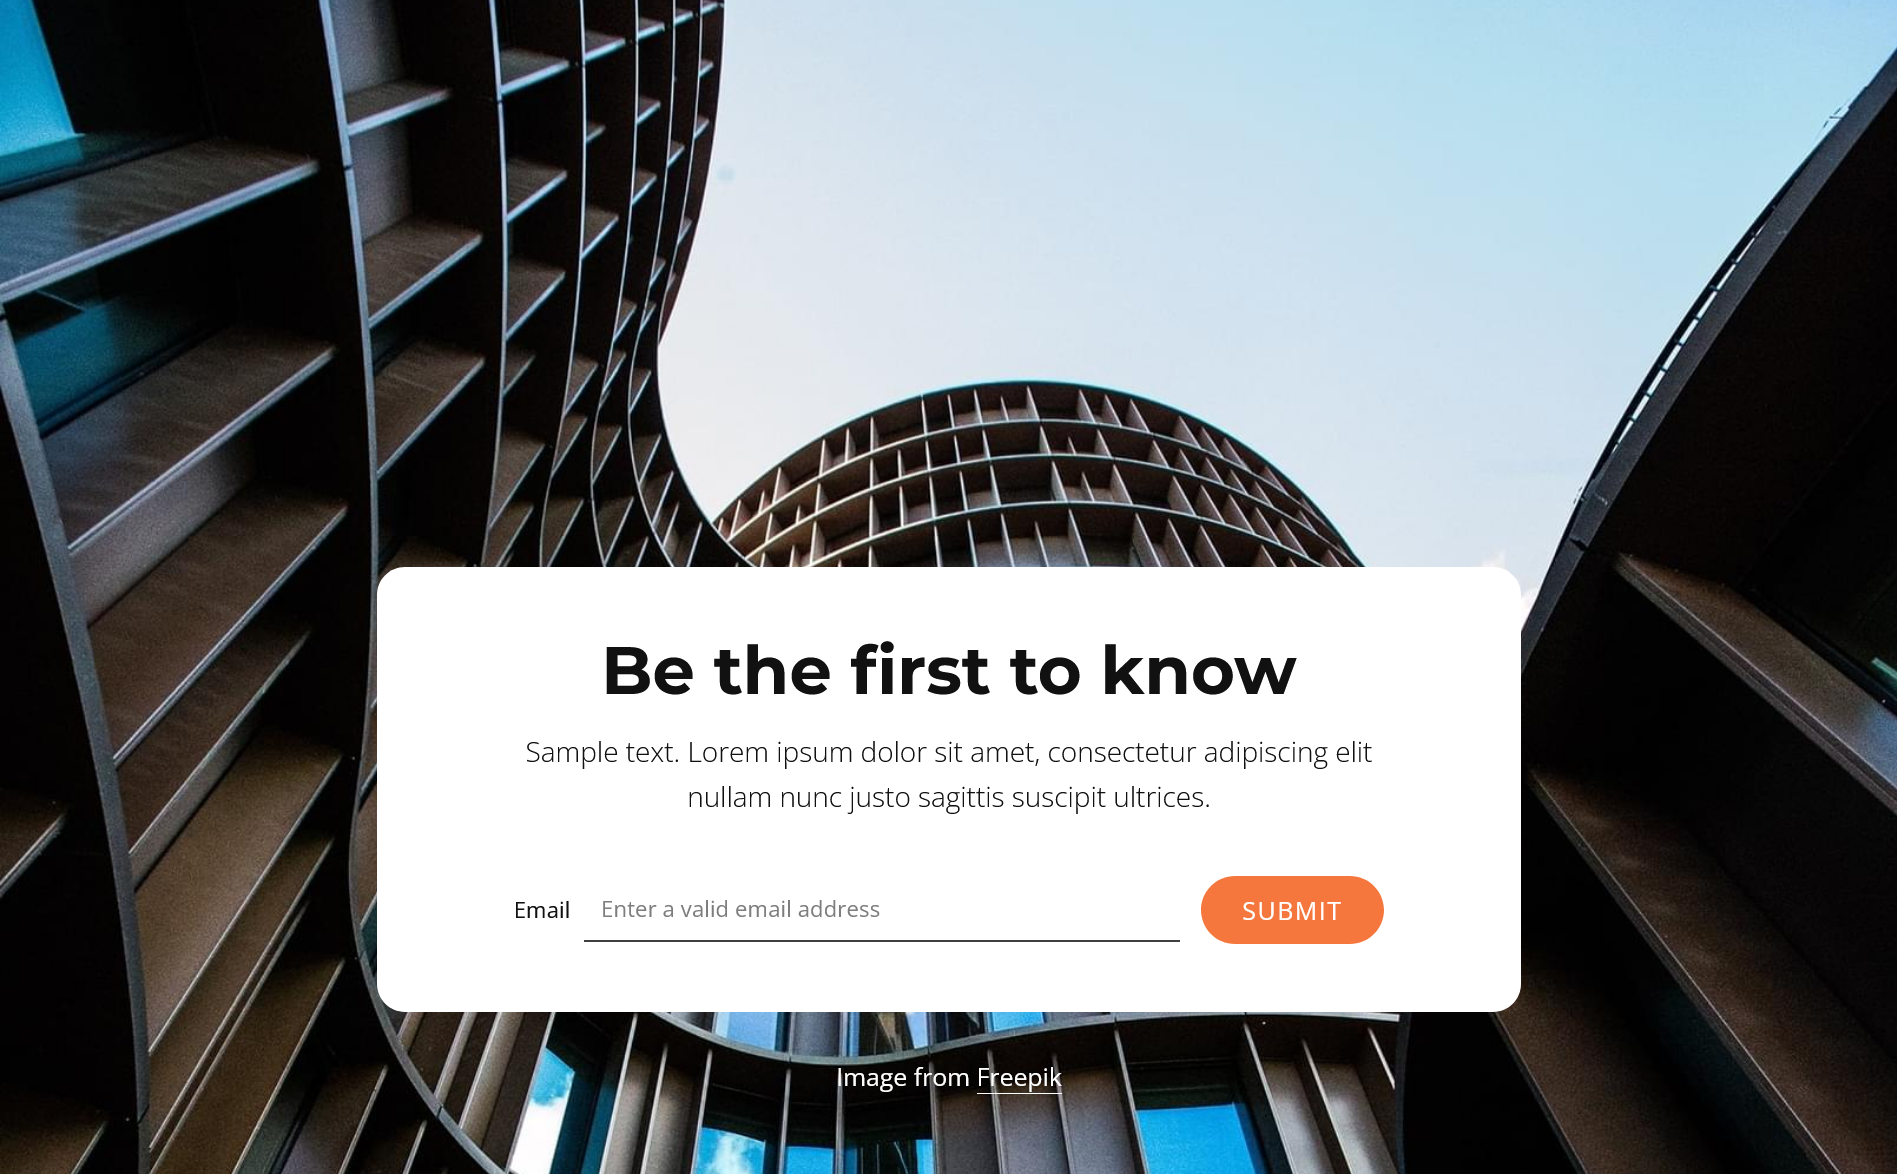 Be the first to know
Sample text. Lorem ipsum dolor sit amet, consectetur adipiscing elit
nullam nunc justo sagittis suscipit ultrices.
Email Enter a valid email address SUBMIT
Image from Freepik